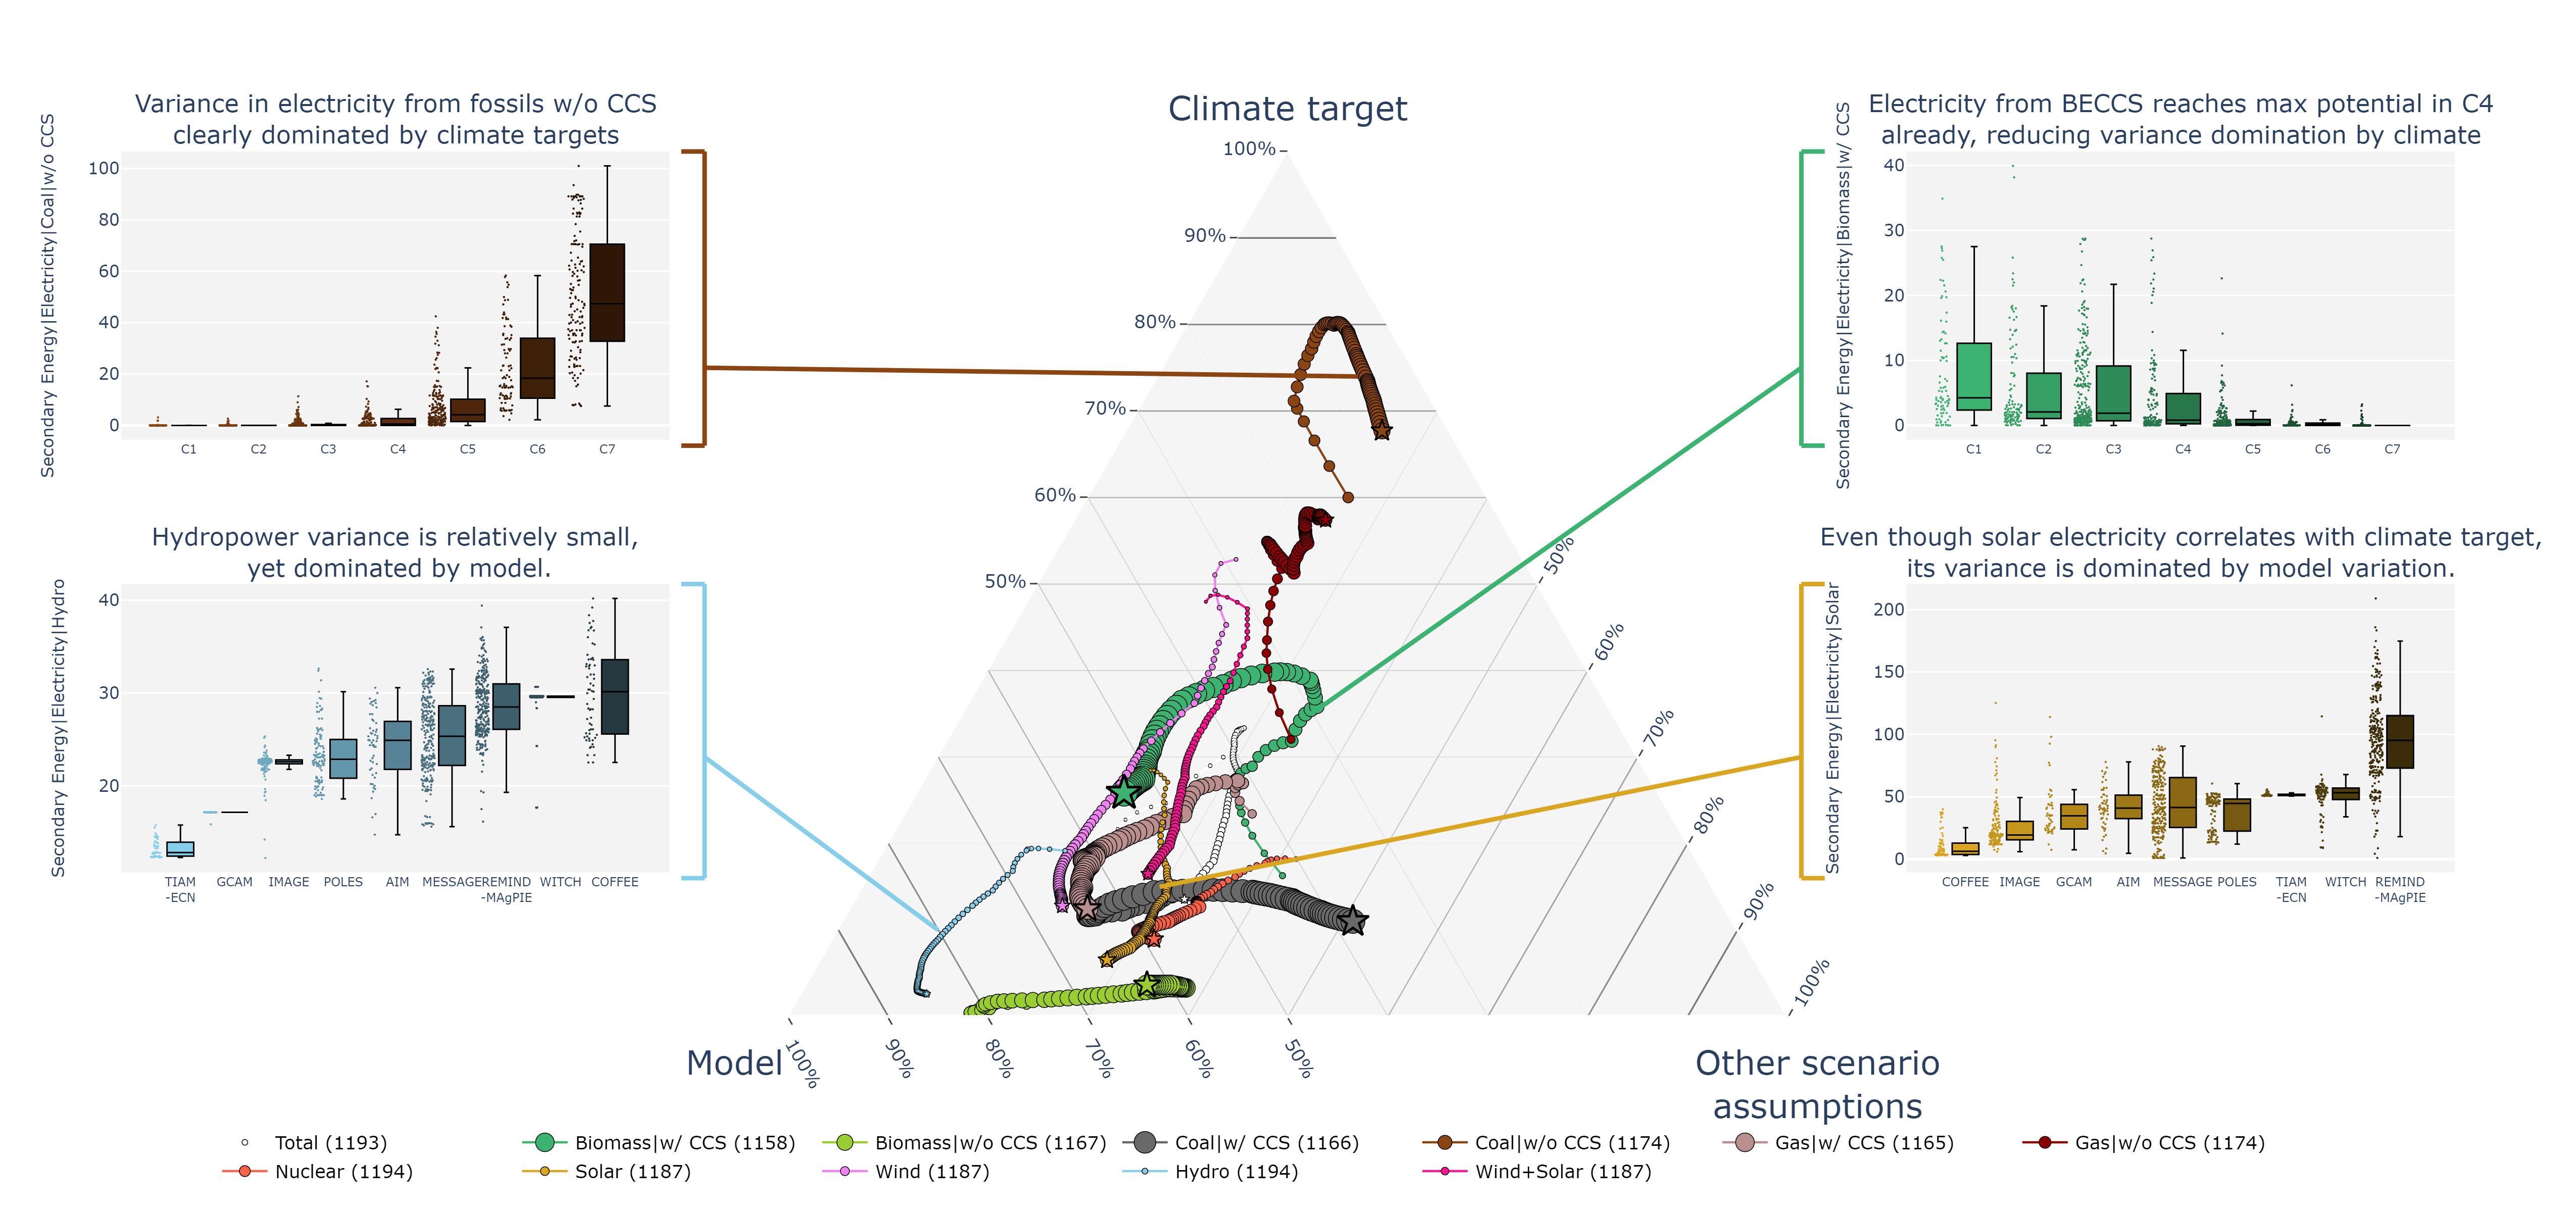 Variance in electricity from fossils w/o CCS
clearly dominated by climate targets
Secondary Energy|Electricity|Coal|w/o CCS
100
80
60
40
20
0
C1 C2 C3 C4 C5 C6 C7
Hydropower variance is relatively small,
yet dominated by model.
Secondary Energy|Electricity|Hydro
40
30
20
TIAM GCAM IMAGE POLES AIM MESSAGE REMIND WITCH COFFEE
-ECN -MAgPIE
Climate target
100%
90%
80%
70%
60%
50%
50%
60%
70%
80%
90%
100%
100% 90% 80% 70% 60% 50%
Model
Other scenario
assumptions
Electricity from BECCS reaches max potential in C4
already, reducing variance domination by climate
Secondary Energy|Electricity|Biomass|w/ CCS
40
30
20
10
0
C1 C2 C3 C4 C5 C6 C7
Even though solar electricity correlates with climate target,
its variance is dominated by model variation.
Secondary Energy|Electricity|Solar
200
150
100
50
0
COFFEE IMAGE GCAM AIM MESSAGE POLES TIAM WITCH REMIND
-ECN -MAgPIE
Total (1193) Biomass|w/ CCS (1158) Biomass|w/o CCS (1167) Coal|w/ CCS (1166) Coal|w/o CCS (1174) Gas|w/ CCS (1165) Gas|w/o CCS (1174)
Nuclear (1194) Solar (1187) Wind (1187) Hydro (1194) Wind+Solar (1187)